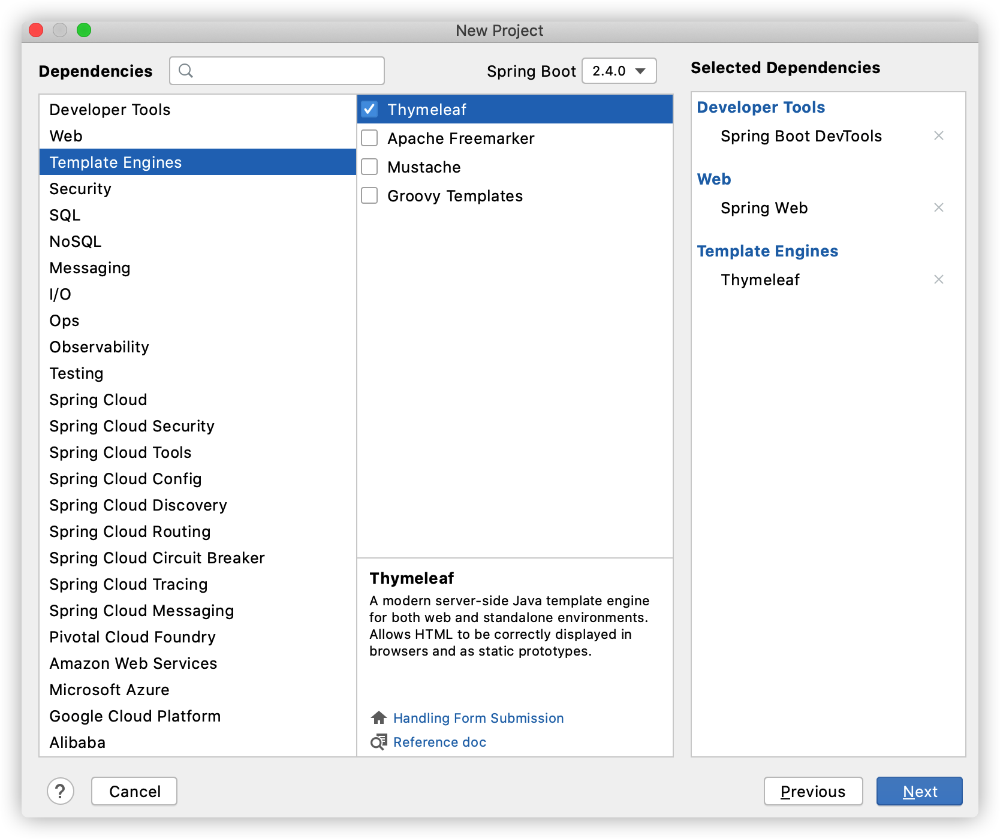 New Project
Dependencies
Spring Boot 2.4.0
Developer Tools
Web
Template Engines
Security
SQL
NoSQL
Messaging
I/O
Ops
Observability
Testing
Spring Cloud
Spring Cloud Security
Spring Cloud Tools
Spring Cloud Config
Spring Cloud Discovery
Spring Cloud Routing
Spring Cloud Circuit Breaker
Spring Cloud Tracing
Spring Cloud Messaging
Pivotal Cloud Foundry
Amazon Web Services
Microsoft Azure
Google Cloud Platform
Alibaba
Thymeleaf
Apache Freemarker
Mustache
Groovy Templates
Thymeleaf
A modern server-side Java template engine
for both web and standalone environments.
Allows HTML to be correctly displayed in
browsers and as static prototypes.
Handling Form Submission
Reference doc
Selected Dependencies
Developer Tools
Spring Boot DevTools
Web
Spring Web
Template Engines
Thymeleaf
?
Cancel
Previous
Next